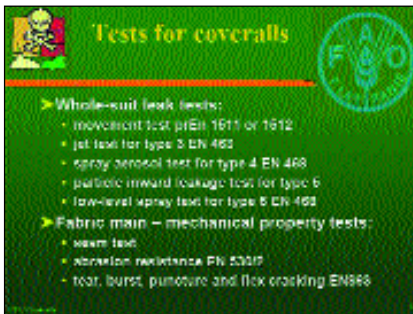 Tests for coveralls
F A O
➤Whole-suit leak tests:
• movement test prEn 1511 or 1512
• jet test for type 3 EN 463
• spray aerosol test for type 4 EN 468
• particle inward leakage test for type 5
• low-level spray test for type 6 EN 468
➤Fabric main – mechanical property tests:
• seam test
• abrasion resistance EN 530/2
• tear, burst, puncture and flex cracking EN863